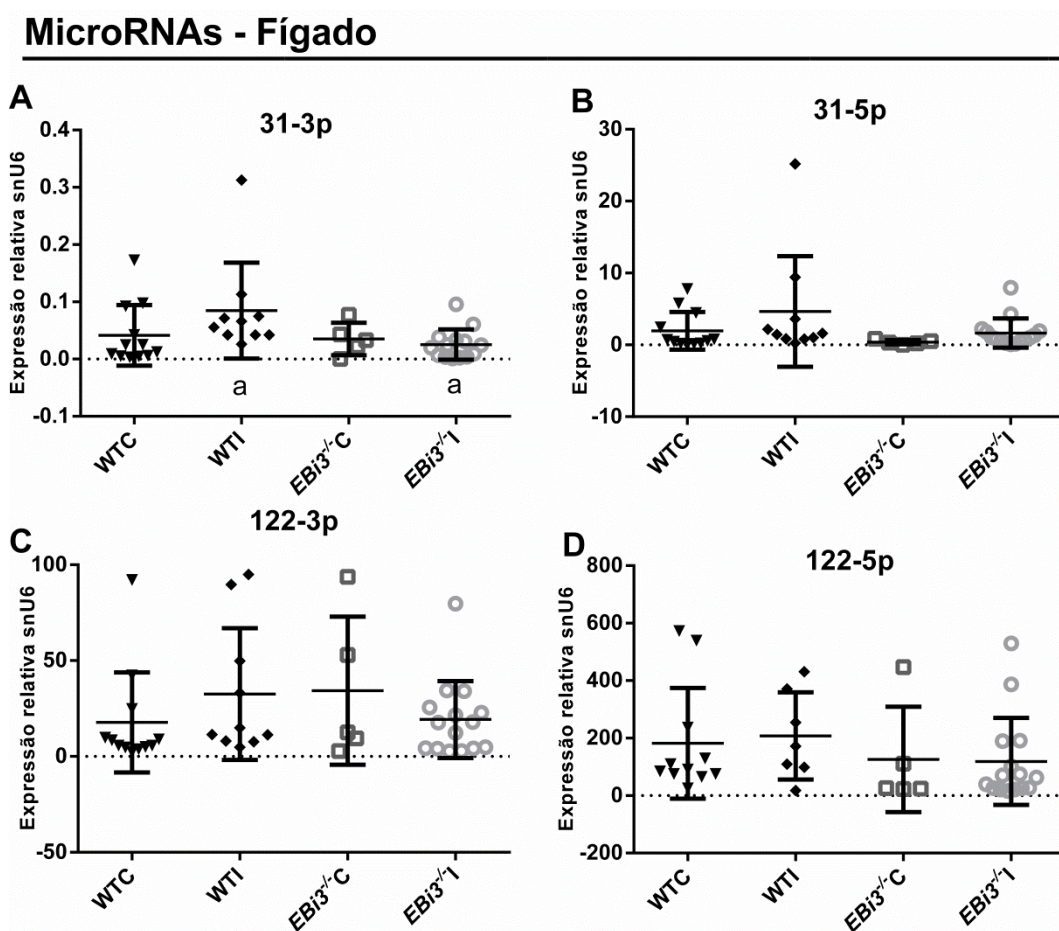 MicroRNAs - Fígado
A
31-3p
Expressão relativa snU6
0.4
0.3
0.2
0.1
0.0
-0.1
a
a
WTC
WTI
EBi3-/-C
EBi3-/-I
B
31-5p
Expressão relativa snU6
30
20
10
0
-10
WTC
WTI
EBi3-/-C
EBi3-/-I
C
122-3p
Expressão relativa snU6
100
50
0
-50
WTC
WTI
EBi3-/-C
EBi3-/-I
D
122-5p
Expressão relativa snU6
800
600
400
200
0
-200
WTC
WTI
EBi3-/-C
EBi3-/-I